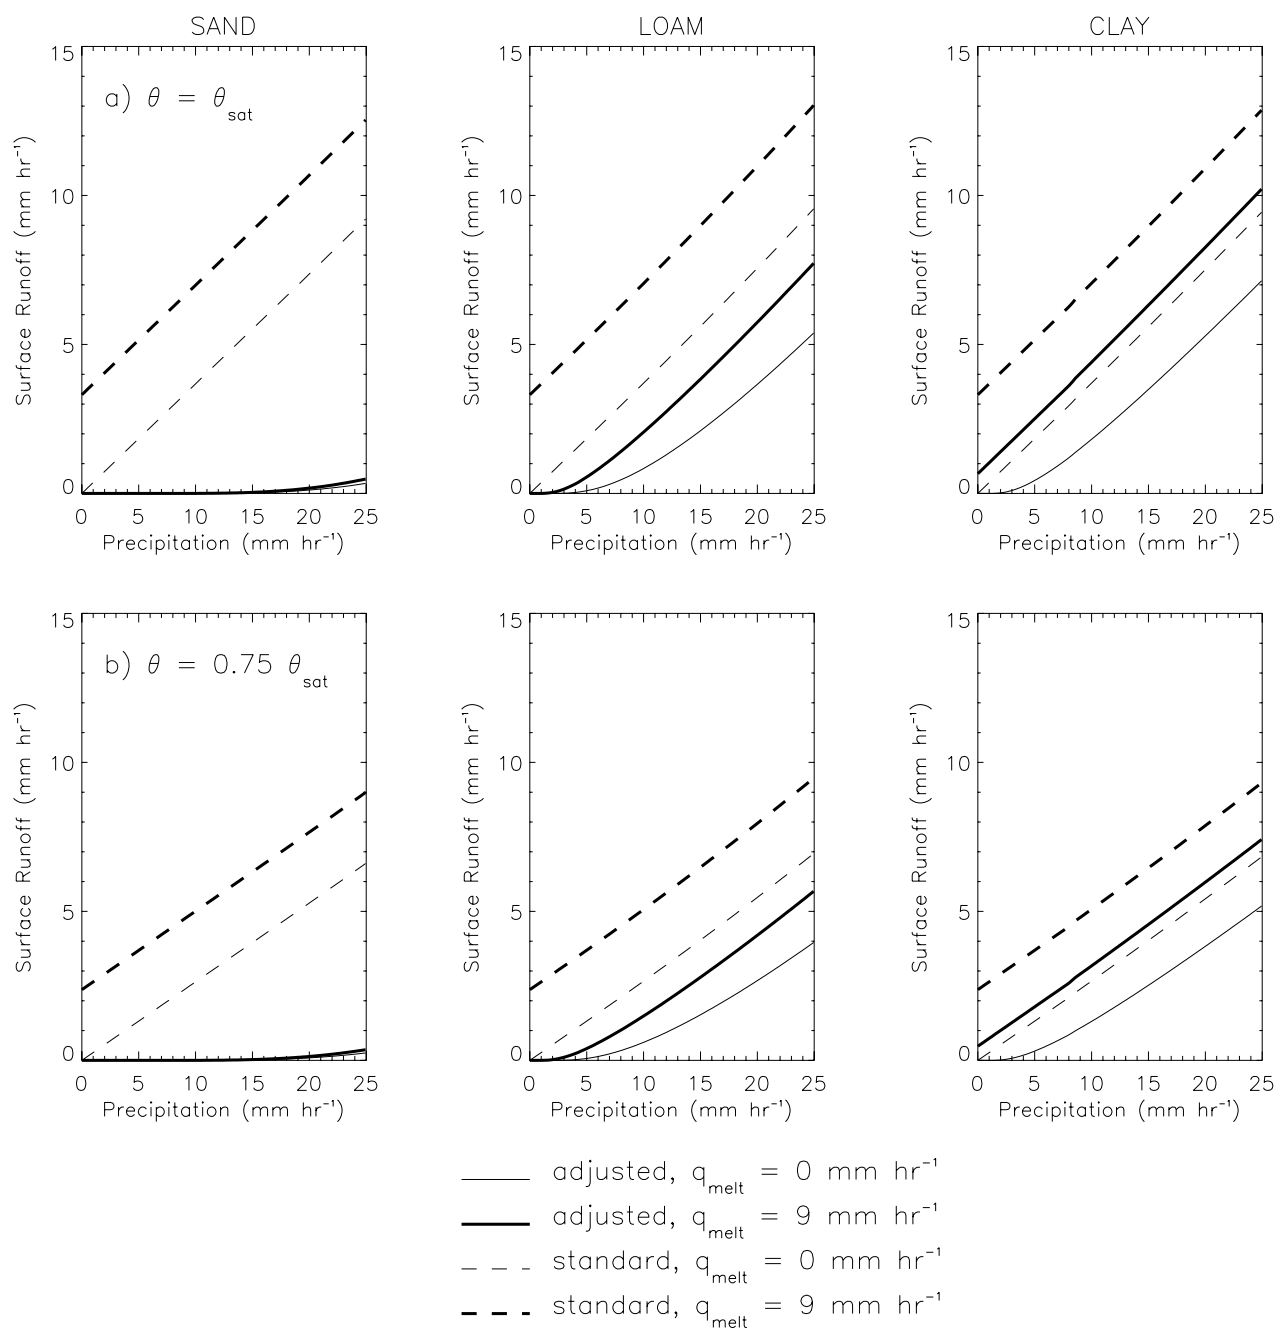 SAND LOAM CLAY
15 15 15
a) θ = θsat
10 10 10
5 5 5
0 0 0
Surface Runoff (mm hr⁻¹) Surface Runoff (mm hr⁻¹) Surface Runoff (mm hr⁻¹)
0 5 10 15 20 25 0 5 10 15 20 25 0 5 10 15 20 25
Precipitation (mm hr⁻¹) Precipitation (mm hr⁻¹) Precipitation (mm hr⁻¹)
15 15 15
b) θ = 0.75 θsat
10 10 10
5 5 5
0 0 0
Surface Runoff (mm hr⁻¹) Surface Runoff (mm hr⁻¹) Surface Runoff (mm hr⁻¹)
0 5 10 15 20 25 0 5 10 15 20 25 0 5 10 15 20 25
Precipitation (mm hr⁻¹) Precipitation (mm hr⁻¹) Precipitation (mm hr⁻¹)
adjusted, qmelt = 0 mm hr⁻¹
adjusted, qmelt = 9 mm hr⁻¹
standard, qmelt = 0 mm hr⁻¹
standard, qmelt = 9 mm hr⁻¹